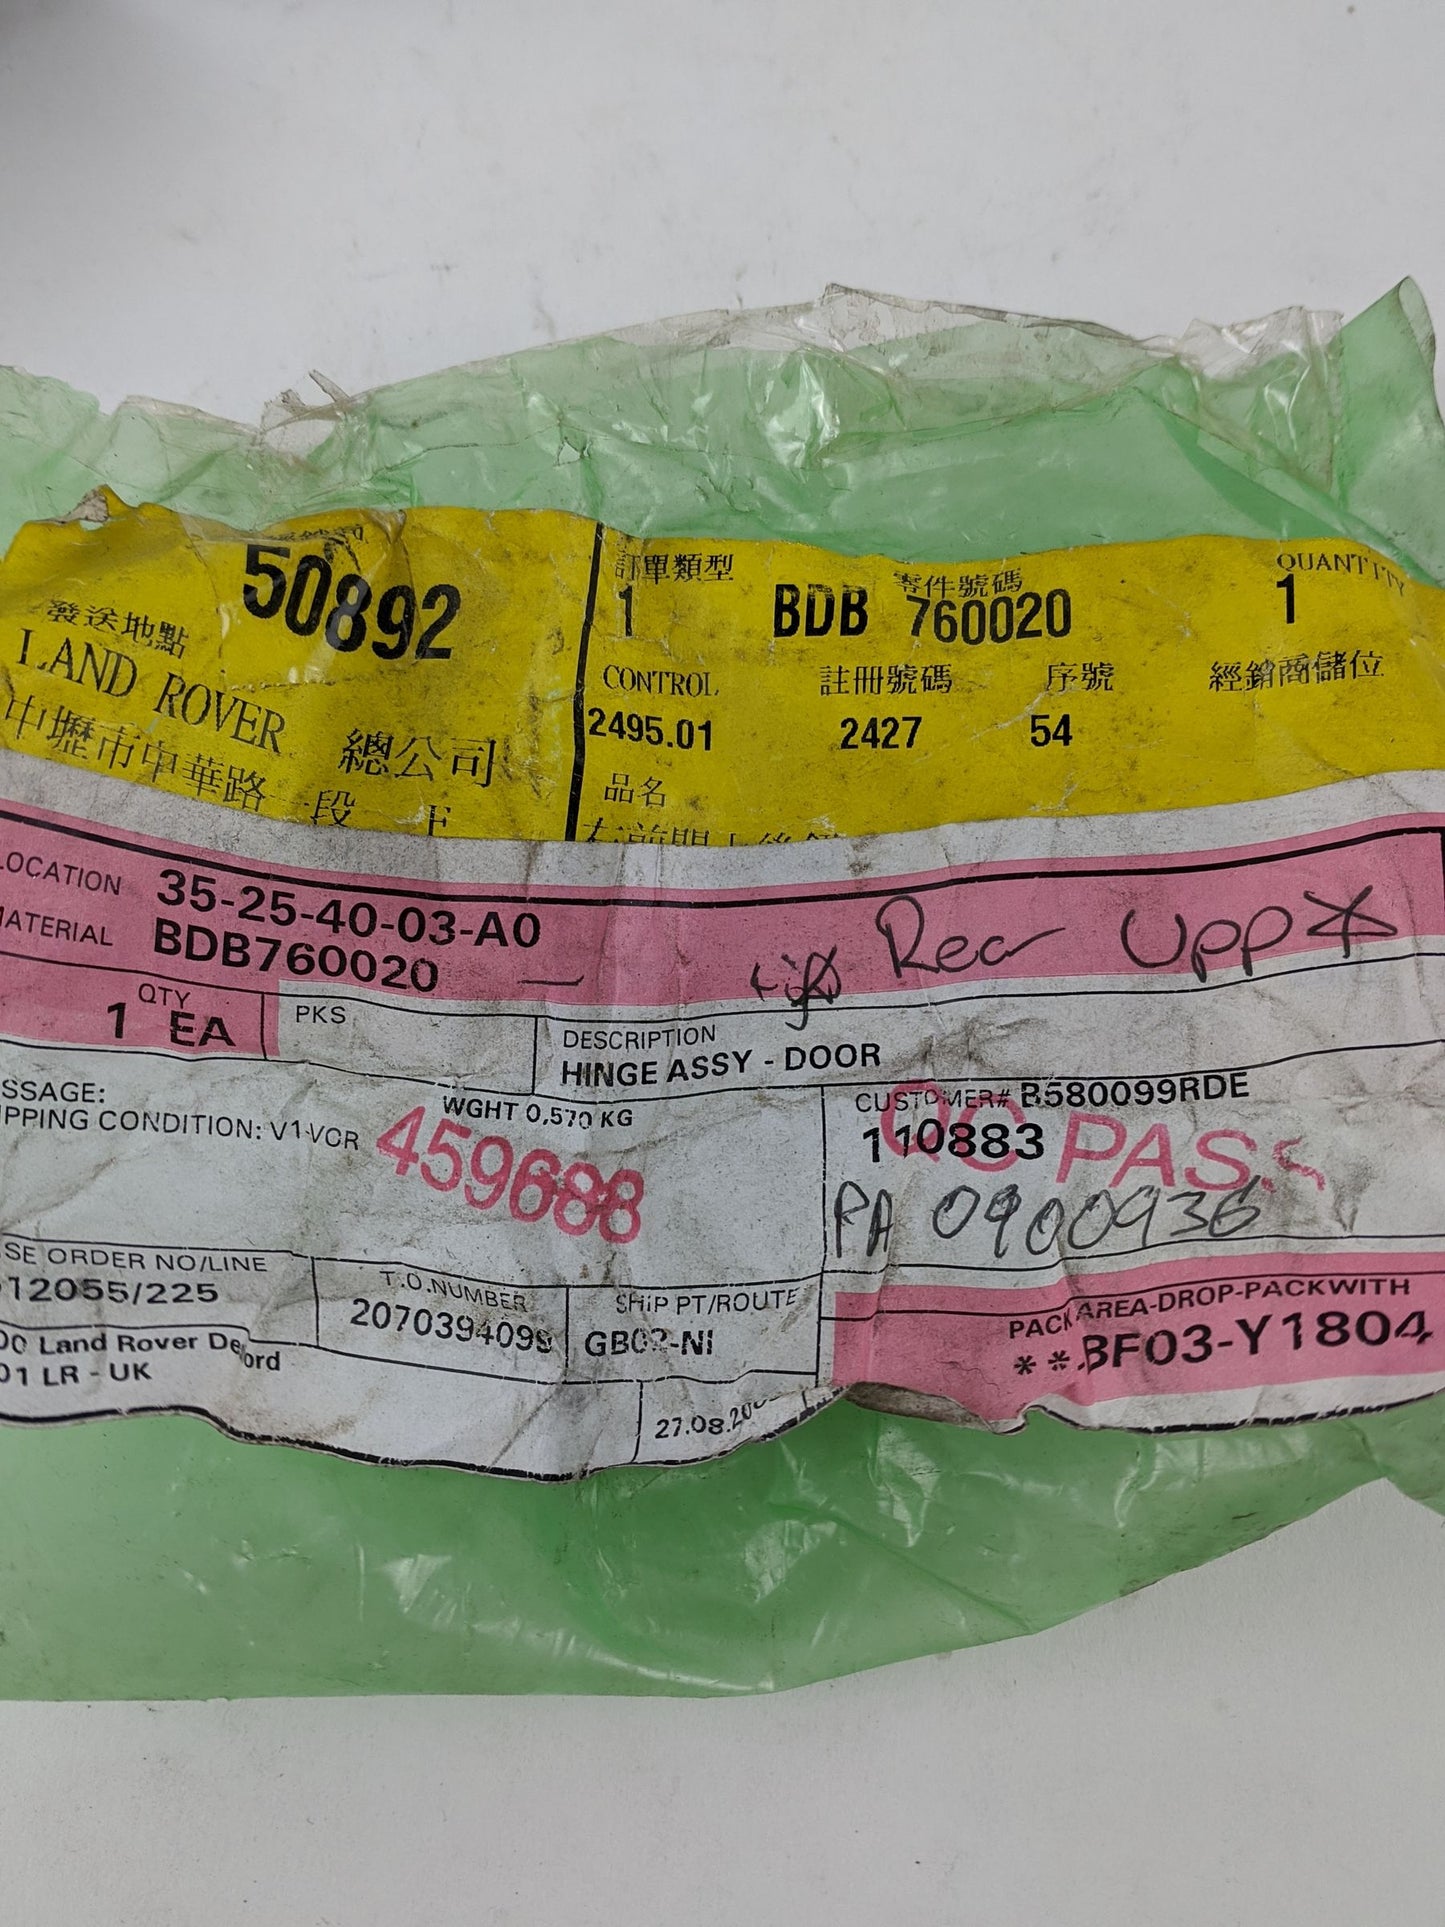 50892
發送地點
LAND ROVER 總公司
中壢市中華路一段
訂單類型 零件號碼 QUANTITY
1 BDB 760020 1
CONTROL 註冊號碼 序號 經銷商儲位
2495.01 2427 54
品名
LOCATION 35-25-40-03-A0
MATERIAL BDB760020
Rear Upp
QTY
1 EA
PKS
DESCRIPTION
HINGE ASSY - DOOR
SSAGE:
IPPING CONDITION: V1-VOR
WGHT 0,570 KG
459688
CUSTOMER# B580099RDE
110883
QC PASS
PA 0900936
SE ORDER NO/LINE
12055/225
T.O.NUMBER
2070394099
SHIP PT/ROUTE
GB02-NI
PACK AREA-DROP-PACKWITH
**BF03-Y1804
Land Rover
01 LR - UK
27.08.20